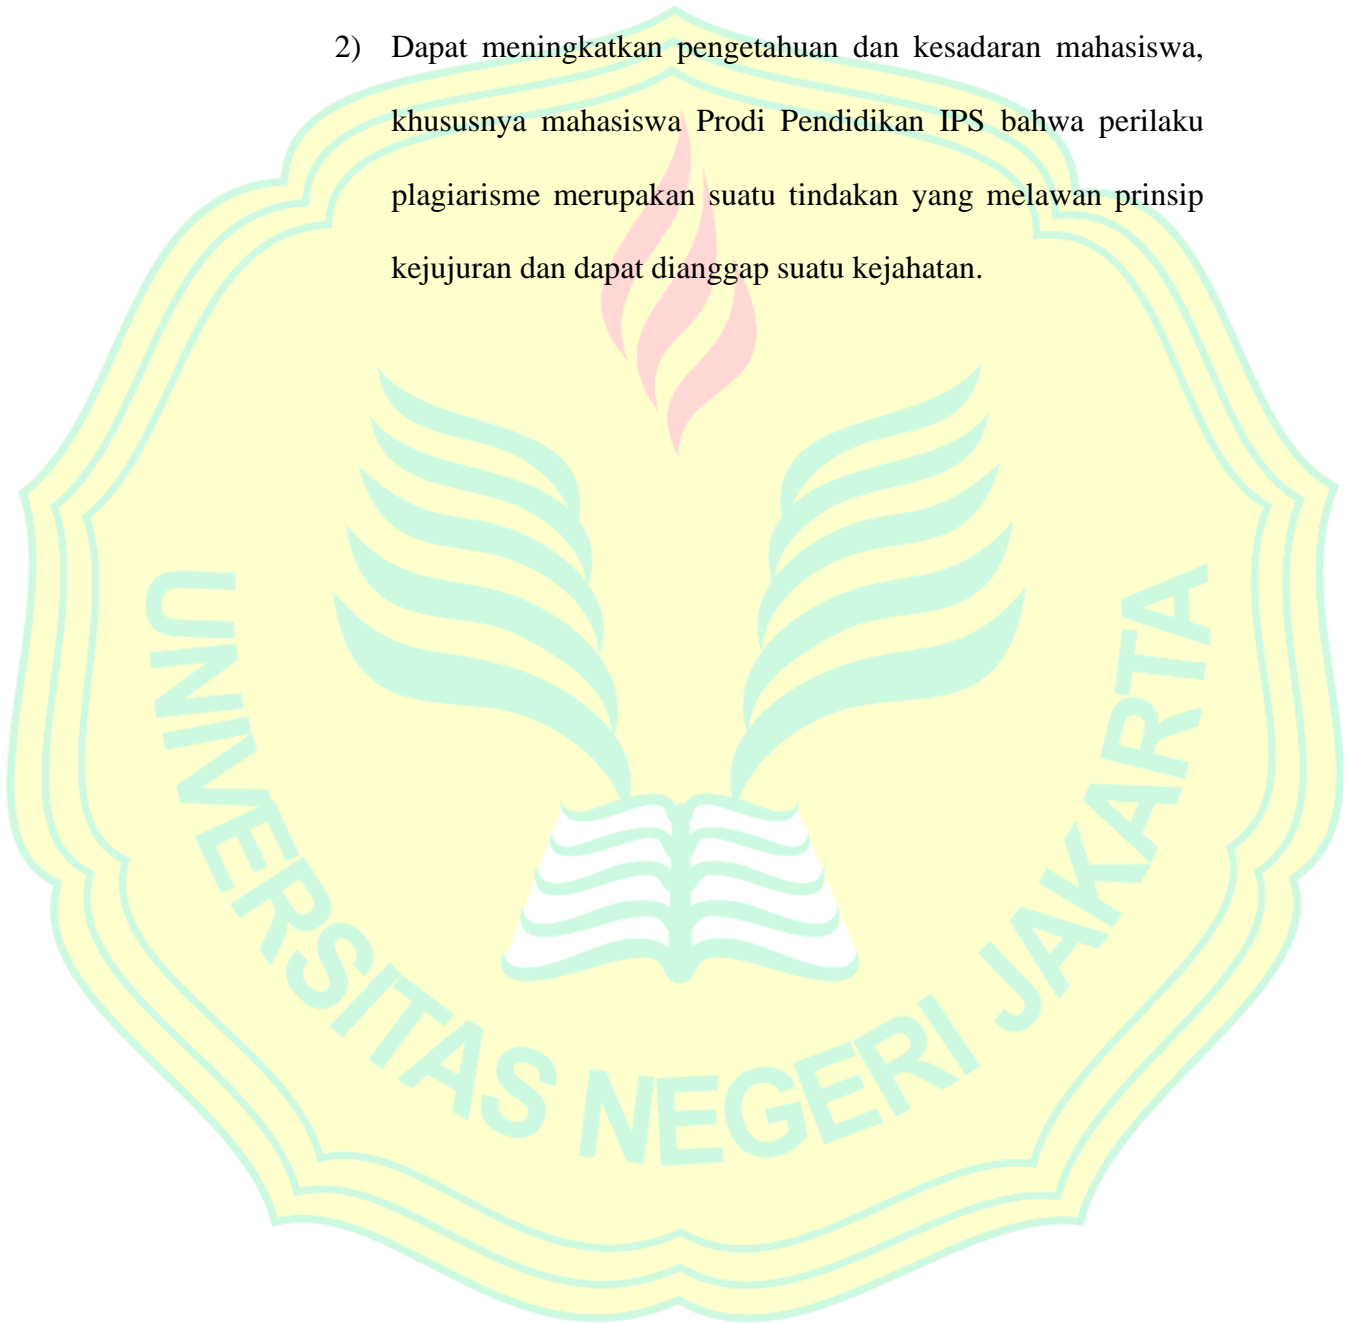 2) Dapat meningkatkan pengetahuan dan kesadaran mahasiswa,
khususnya mahasiswa Prodi Pendidikan IPS bahwa perilaku
plagiarisme merupakan suatu tindakan yang melawan prinsip
kejujuran dan dapat dianggap suatu kejahatan.
UNIVERSITAS NEGERI JAKARTA